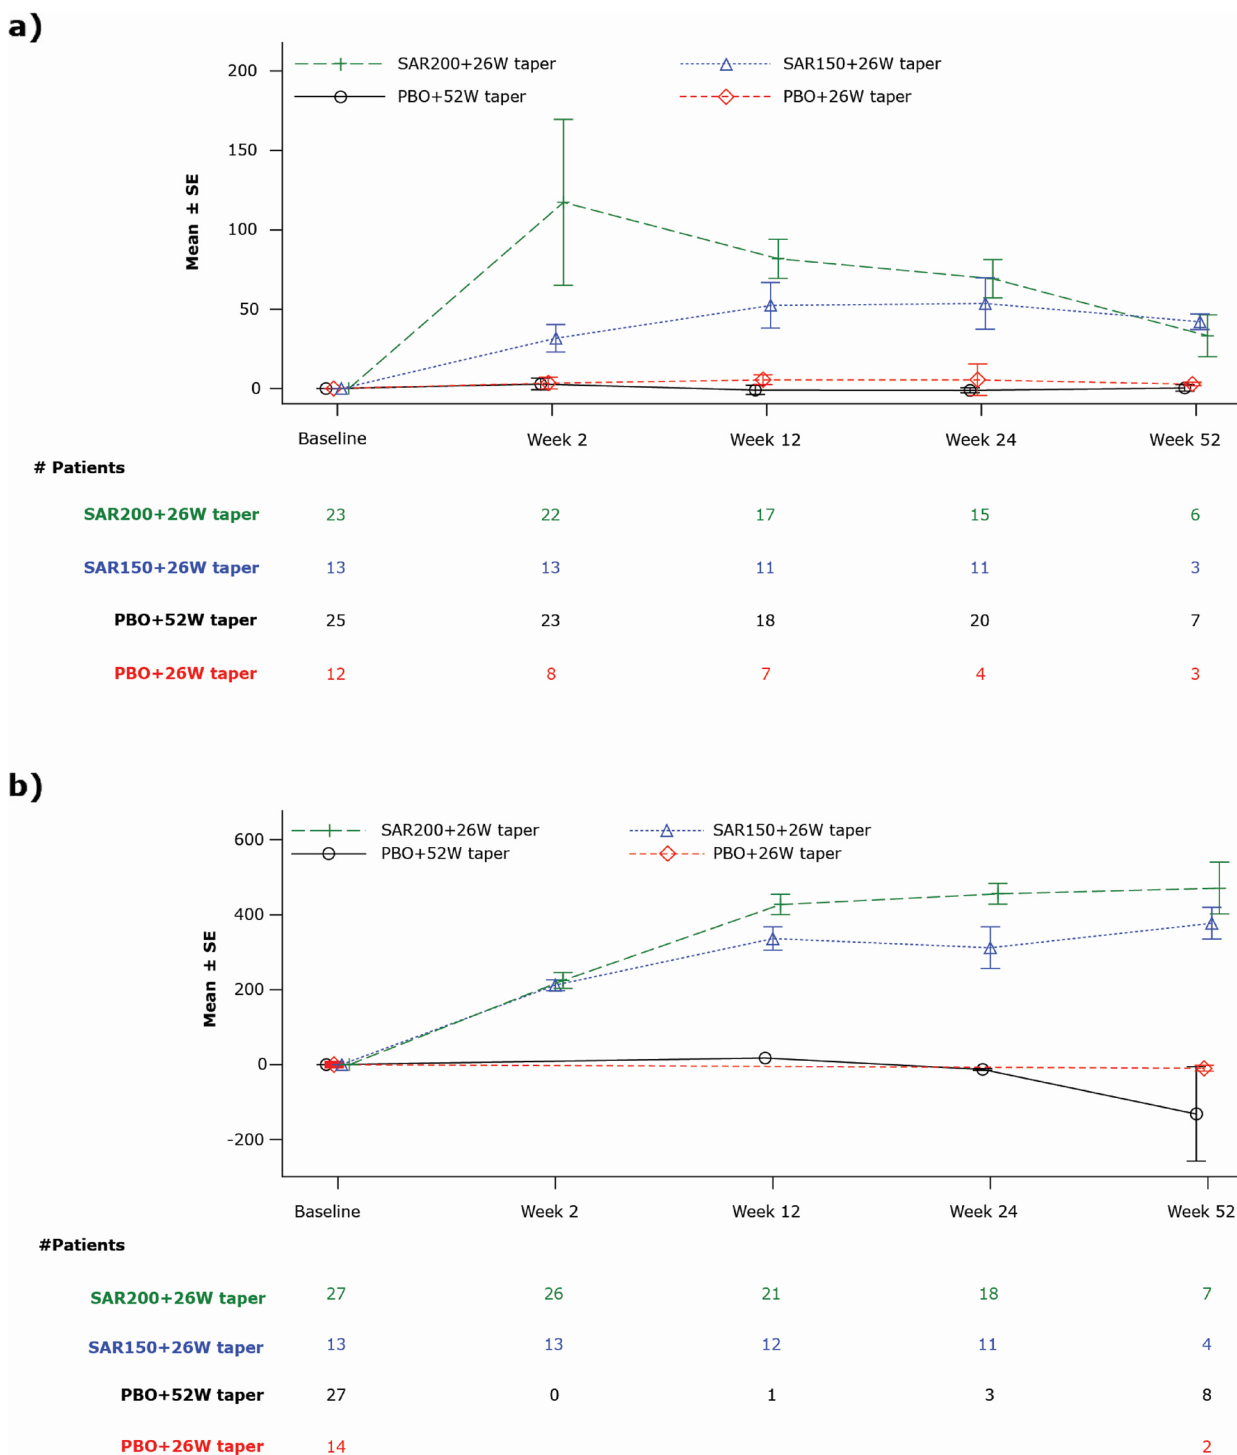 a)
SAR200+26W taper SAR150+26W taper
PBO+52W taper PBO+26W taper
200
150
100
50
0
Mean ± SE
Baseline Week 2 Week 12 Week 24 Week 52
# Patients
SAR200+26W taper 23 22 17 15 6
SAR150+26W taper 13 13 11 11 3
PBO+52W taper 25 23 18 20 7
PBO+26W taper 12 8 7 4 3
b)
SAR200+26W taper SAR150+26W taper
PBO+52W taper PBO+26W taper
600
400
200
0
-200
Mean ± SE
Baseline Week 2 Week 12 Week 24 Week 52
#Patients
SAR200+26W taper 27 26 21 18 7
SAR150+26W taper 13 13 12 11 4
PBO+52W taper 27 0 1 3 8
PBO+26W taper 14 2